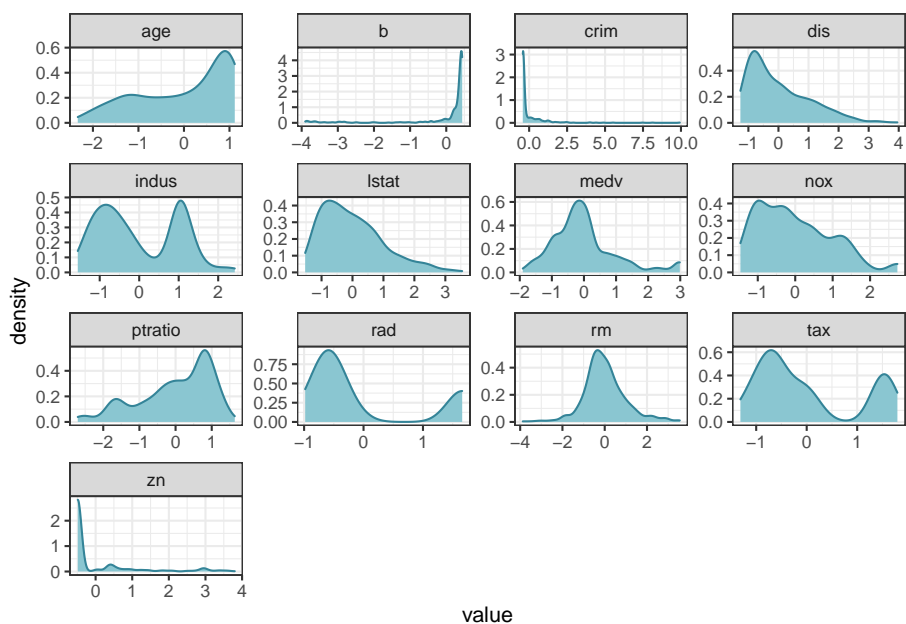 age b crim dis
0.6
0.4
0.2
0.0
−2 −1 0 1
4
3
2
1
0
−4 −3 −2 −1 0
3
2
1
0
0.0 2.5 5.0 7.5 10.0
0.4
0.2
0.0
−1 0 1 2 3 4
indus lstat medv nox
0.5
0.4
0.3
0.2
0.1
0.0
−1 0 1 2
0.4
0.3
0.2
0.1
0.0
−1 0 1 2 3
0.6
0.4
0.2
0.0
−2 −1 0 1 2 3
0.4
0.3
0.2
0.1
0.0
−1 0 1 2
density
ptratio rad rm tax
0.4
0.2
0.0
−2 −1 0 1
0.75
0.50
0.25
0.00
−1 0 1
0.4
0.2
0.0
−4 −2 0 2
0.6
0.4
0.2
0.0
−1 0 1
zn
2
1
0
0 1 2 3 4
value